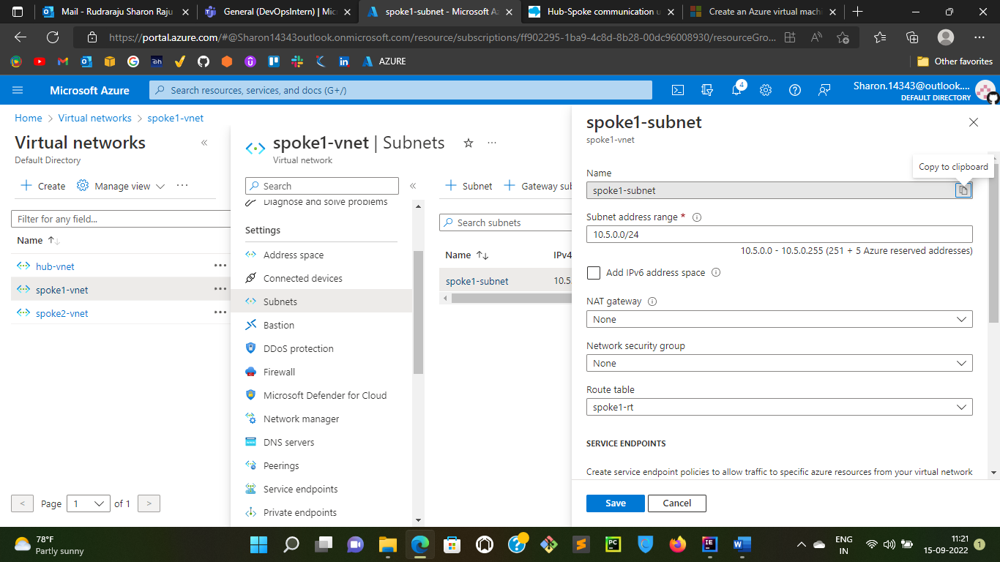 Mail - Rudraraju Sharon Raju
General (DevOpsIntern) | Mic
spoke1-subnet - Microsoft Az
Hub-Spoke communication u
Create an Azure virtual machi
https://portal.azure.com/#@Sharon14343outlook.onmicrosoft.com/resource/subscriptions/ff902295-1ba9-4c8d-8b28-00dc96008930/resourceGro...
AZURE
Other favorites
Microsoft Azure
Search resources, services, and docs (G+/)
4
Sharon.14343@outlook....
DEFAULT DIRECTORY
Home > Virtual networks > spoke1-vnet
Virtual networks
Default Directory
Create
Manage view
Filter for any field...
Name
hub-vnet
spoke1-vnet
spoke2-vnet
< Page 1 of 1 >
spoke1-vnet | Subnets
Virtual network
Search
Diagnose and solve problems
Settings
Address space
Connected devices
Subnets
Bastion
DDoS protection
Firewall
Microsoft Defender for Cloud
Network manager
DNS servers
Peerings
Service endpoints
Private endpoints
Subnet
Gateway sub
Search subnets
Name
IPv4
spoke1-subnet
10.5
spoke1-subnet
spoke1-vnet
Copy to clipboard
Name
spoke1-subnet
Subnet address range *
10.5.0.0/24
10.5.0.0 - 10.5.0.255 (251 + 5 Azure reserved addresses)
Add IPv6 address space
NAT gateway
None
Network security group
None
Route table
spoke1-rt
SERVICE ENDPOINTS
Create service endpoint policies to allow traffic to specific azure resources from your virtual network
Save
Cancel
78°F
Partly sunny
ENG
IN
11:21
15-09-2022
1